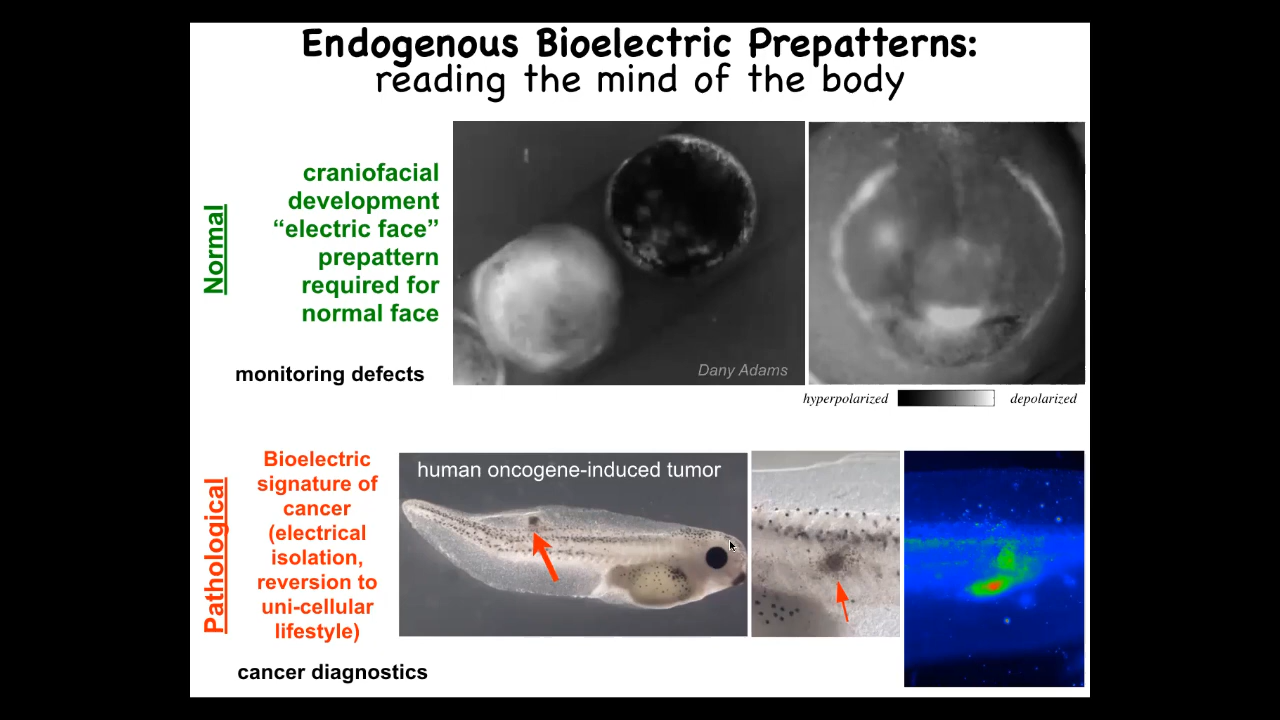 Endogenous Bioelectric Prepatterns:
reading the mind of the body
Normal
craniofacial
development
“electric face”
prepattern
required for
normal face
monitoring defects
Dany Adams
hyperpolarized
depolarized
Pathological
Bioelectric
signature of
cancer
(electrical
isolation,
reversion to
uni-cellular
lifestyle)
cancer diagnostics
human oncogene-induced tumor